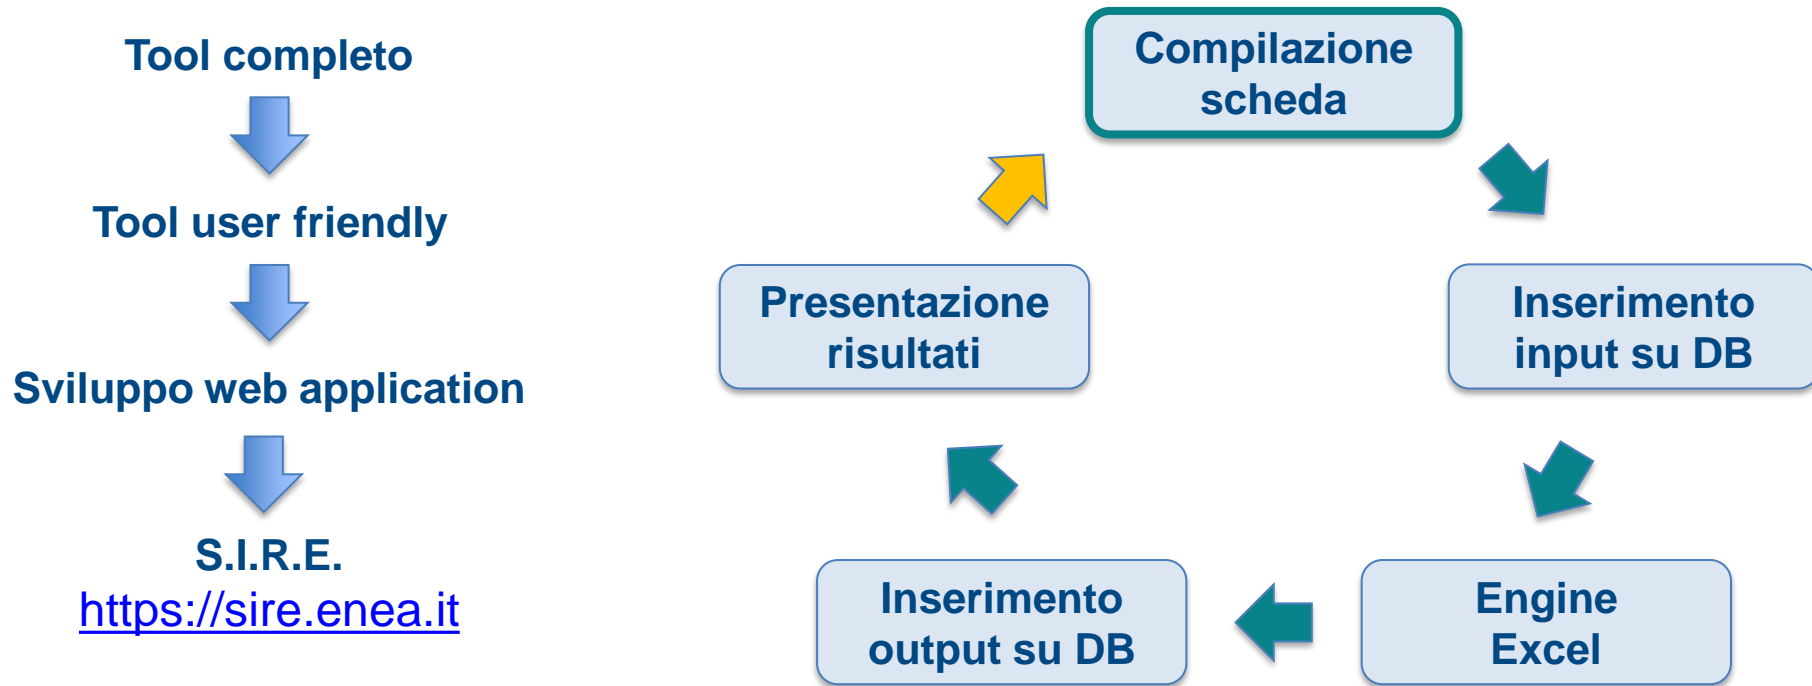 Tool completo
Tool user friendly
Sviluppo web application
S.I.R.E.
https://sire.enea.it
Compilazione
scheda
Inserimento
input su DB
Engine
Excel
Inserimento
output su DB
Presentazione
risultati